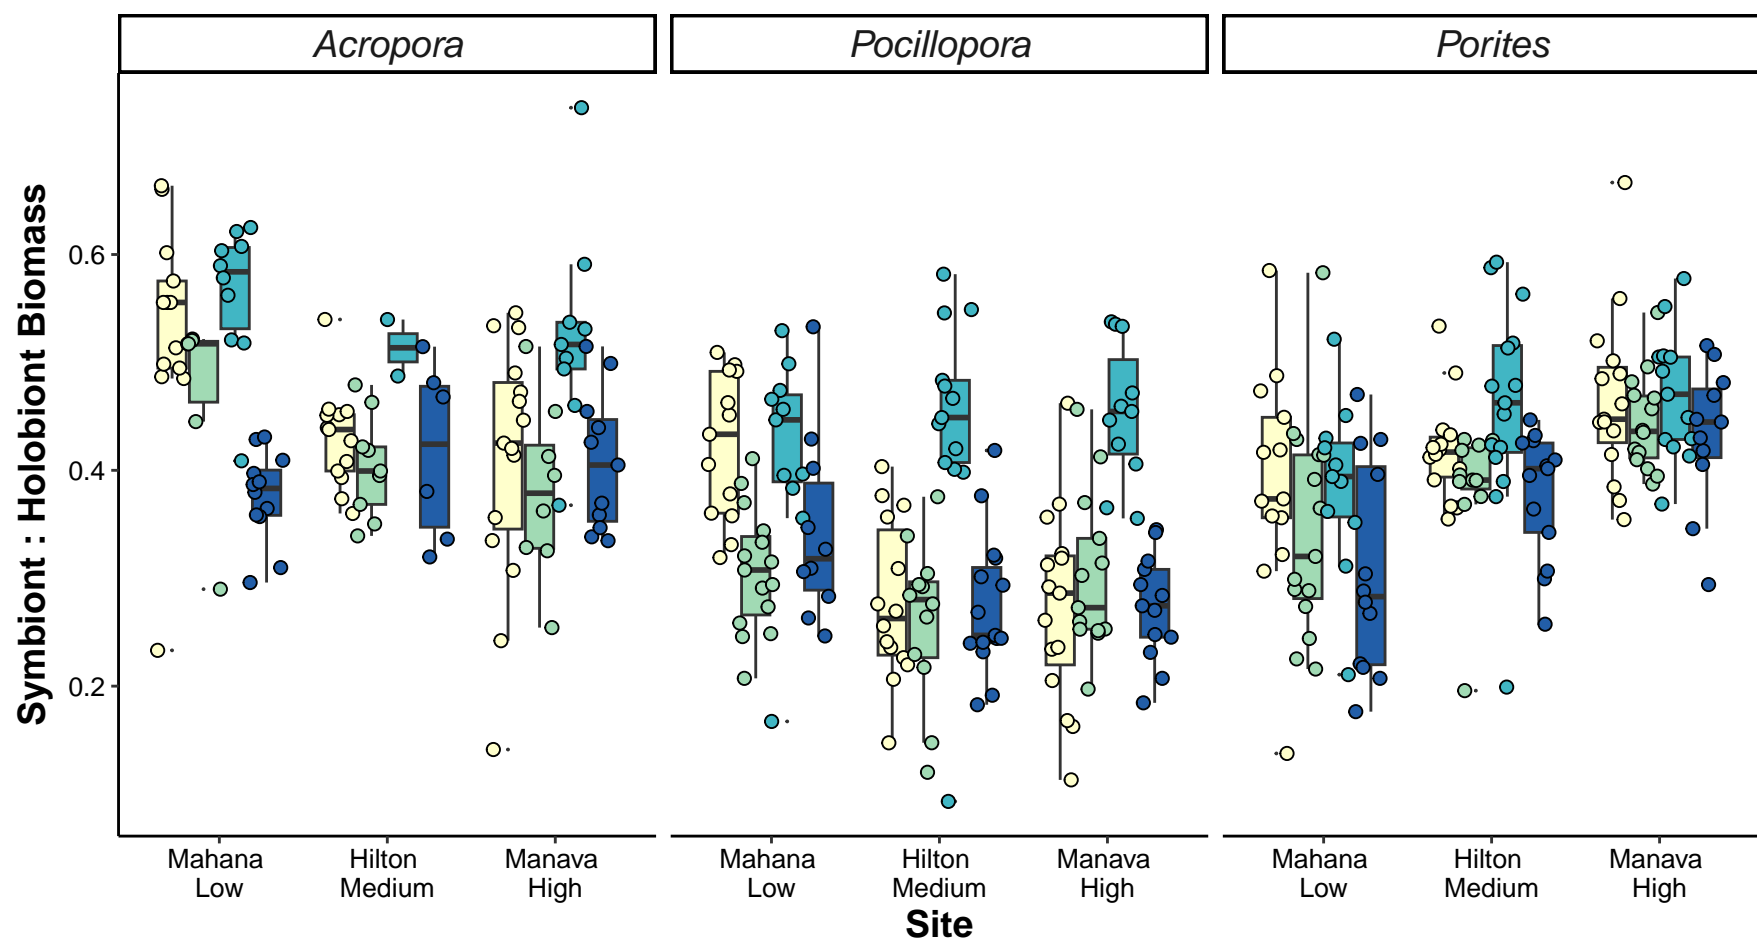 Acropora
Pocillopora
Porites
Symbiont : Holobiont Biomass
0.6
0.4
0.2
Mahana
Low
Hilton
Medium
Manava
High
Mahana
Low
Hilton
Medium
Manava
High
Mahana
Low
Hilton
Medium
Manava
High
Site